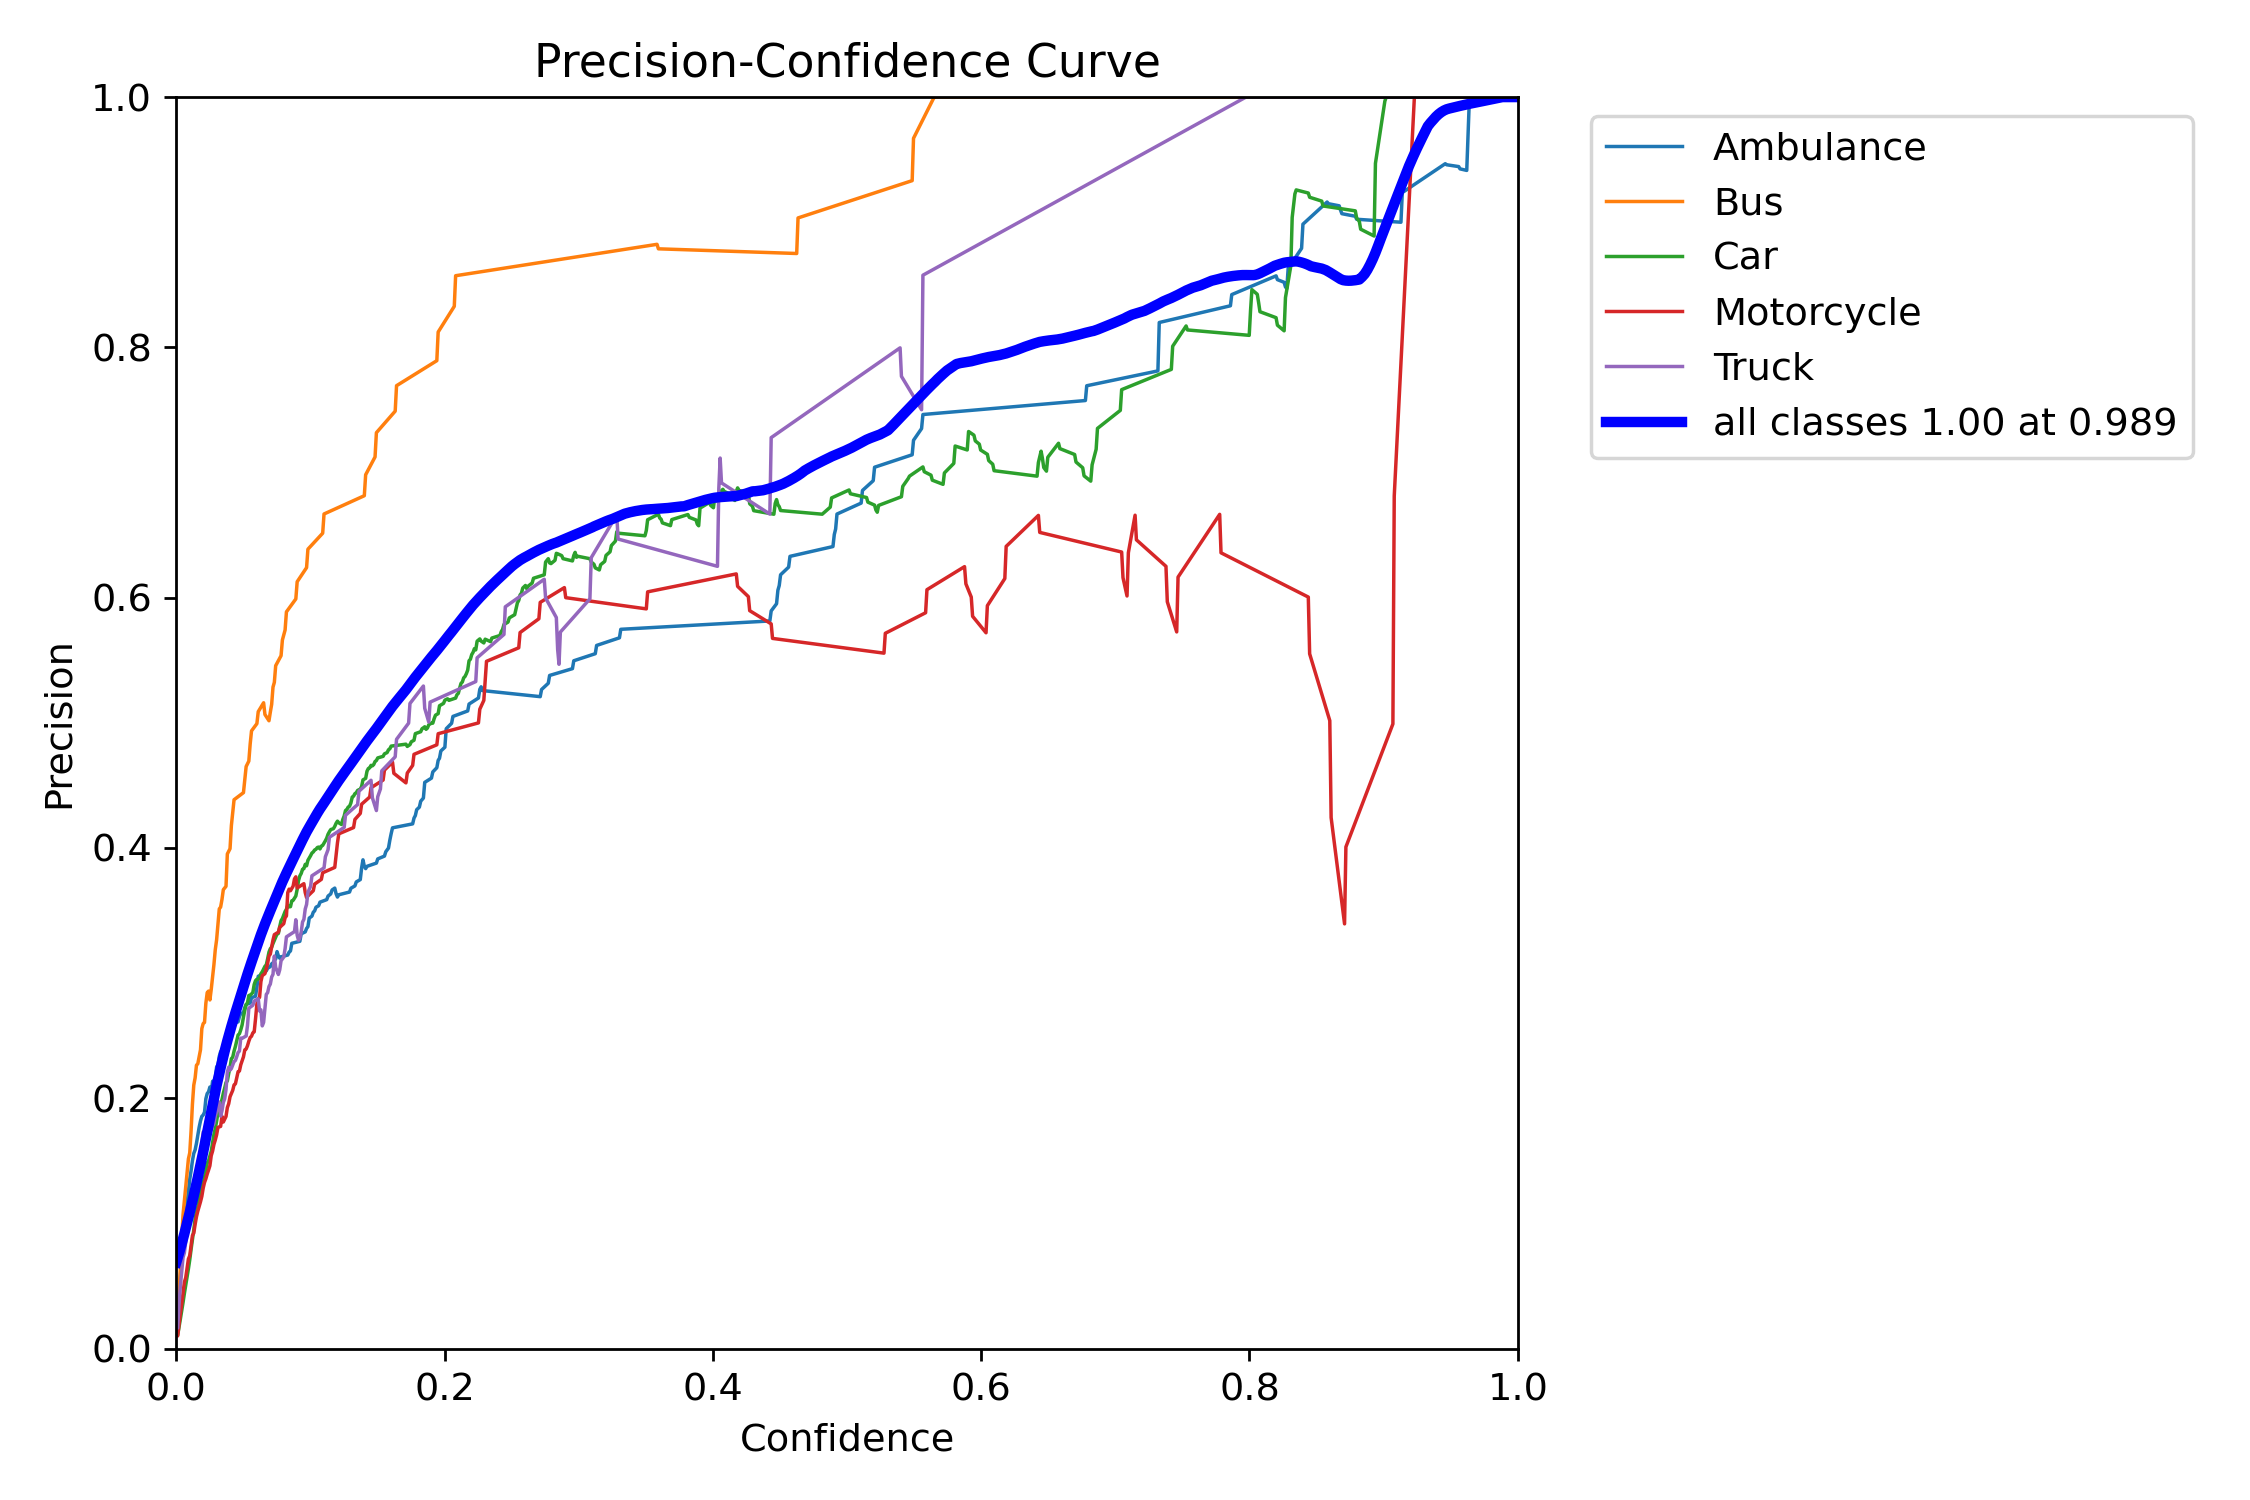 Precision-Confidence Curve
1.0
0.8
0.6
0.4
0.2
0.0
Precision
0.0 0.2 0.4 0.6 0.8 1.0
Confidence
Ambulance
Bus
Car
Motorcycle
Truck
all classes 1.00 at 0.989